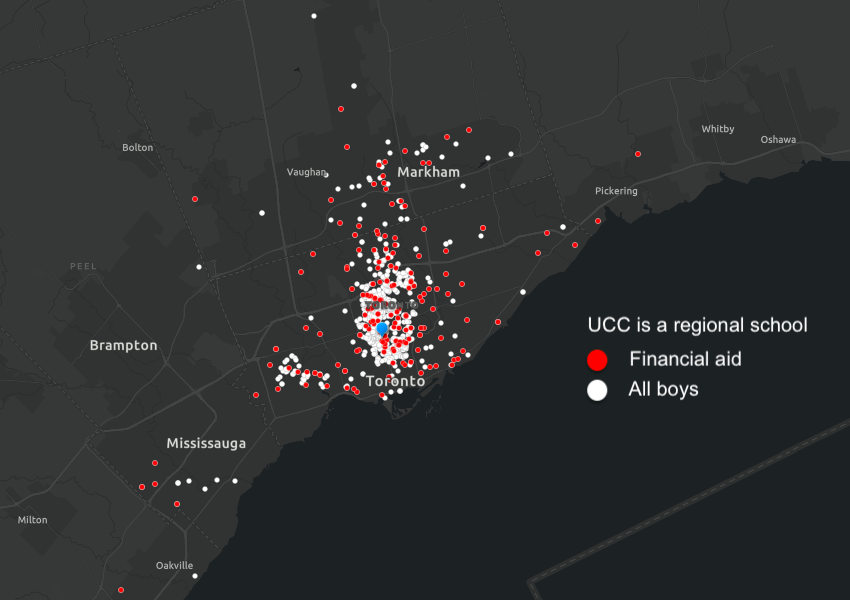 Whitby
Oshawa
Bolton
Vaughan
Markham
Pickering
PEEL
TORONTO
UCC is a regional school
Brampton
Financial aid
Toronto
All boys
Mississauga
Milton
Oakville